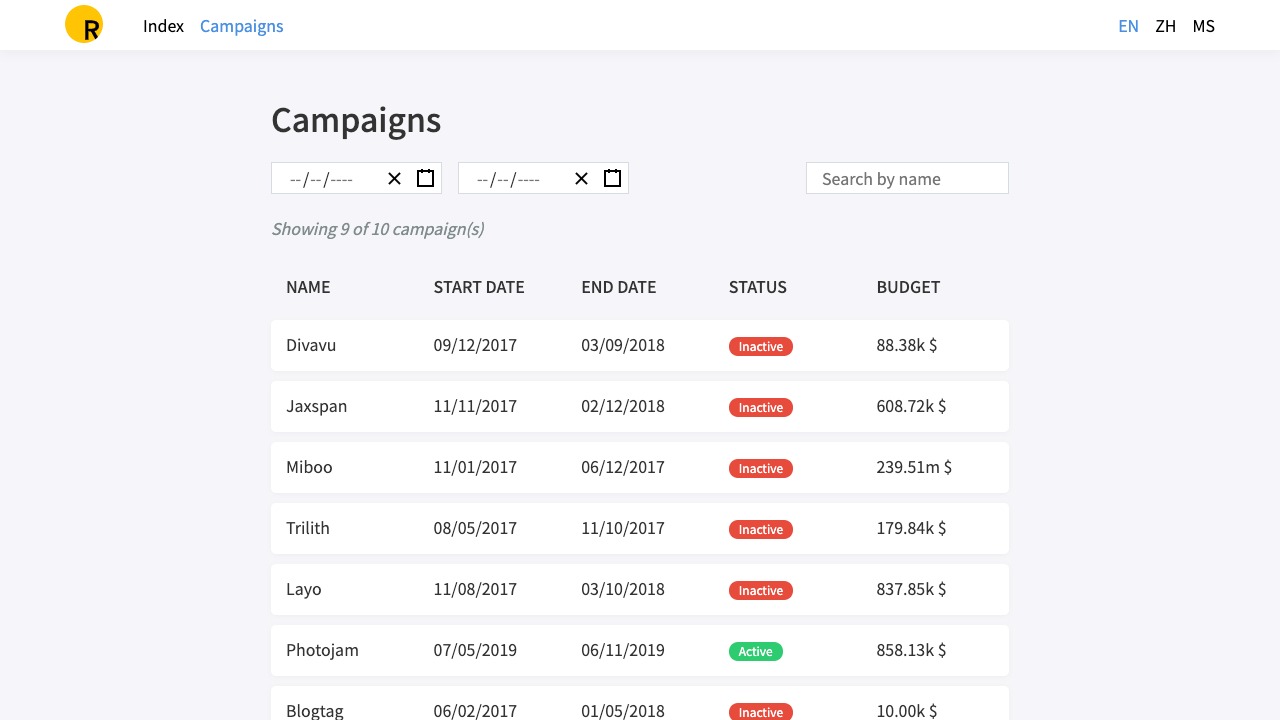 R Index Campaigns EN ZH MS
Campaigns
--/--/---- --/--/---- Search by name
Showing 9 of 10 campaign(s)
NAME START DATE END DATE STATUS BUDGET
Divavu 09/12/2017 03/09/2018 Inactive 88.38k $
Jaxspan 11/11/2017 02/12/2018 Inactive 608.72k $
Miboo 11/01/2017 06/12/2017 Inactive 239.51m $
Trilith 08/05/2017 11/10/2017 Inactive 179.84k $
Layo 11/08/2017 03/10/2018 Inactive 837.85k $
Photojam 07/05/2019 06/11/2019 Active 858.13k $
Blogtag 06/02/2017 01/05/2018 Inactive 10.00k $